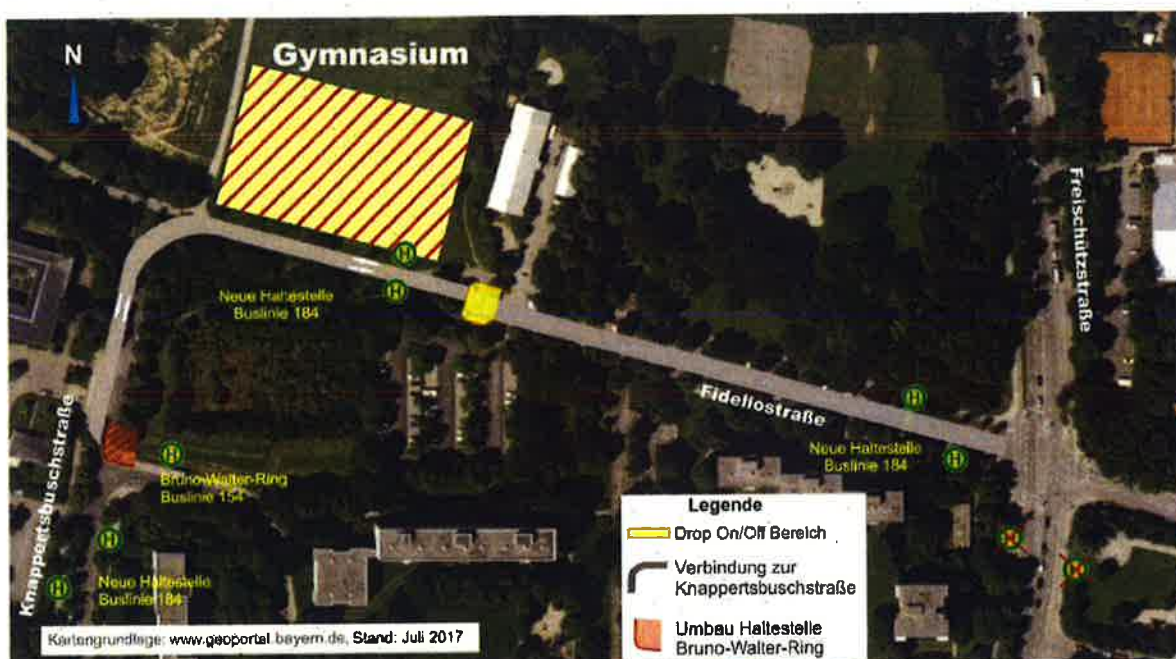 N
Gymnasium
H
H
Neue Haltestelle
Buslinie 184
Freischützstraße
Fideliostraße
H
Neue Haltestelle
Buslinie 184
H
H
Bruno-Walter-Ring
Buslinie 154
Knappertsbuschstraße
H
H
Neue Haltestelle
Buslinie 184
H
H
Legende
Drop On/Off Bereich
Verbindung zur
Knappertsbuschstraße
Umbau Haltestelle
Bruno-Walter-Ring
Kartengrundlage: www.geoportal.bayern.de, Stand: Juli 2017